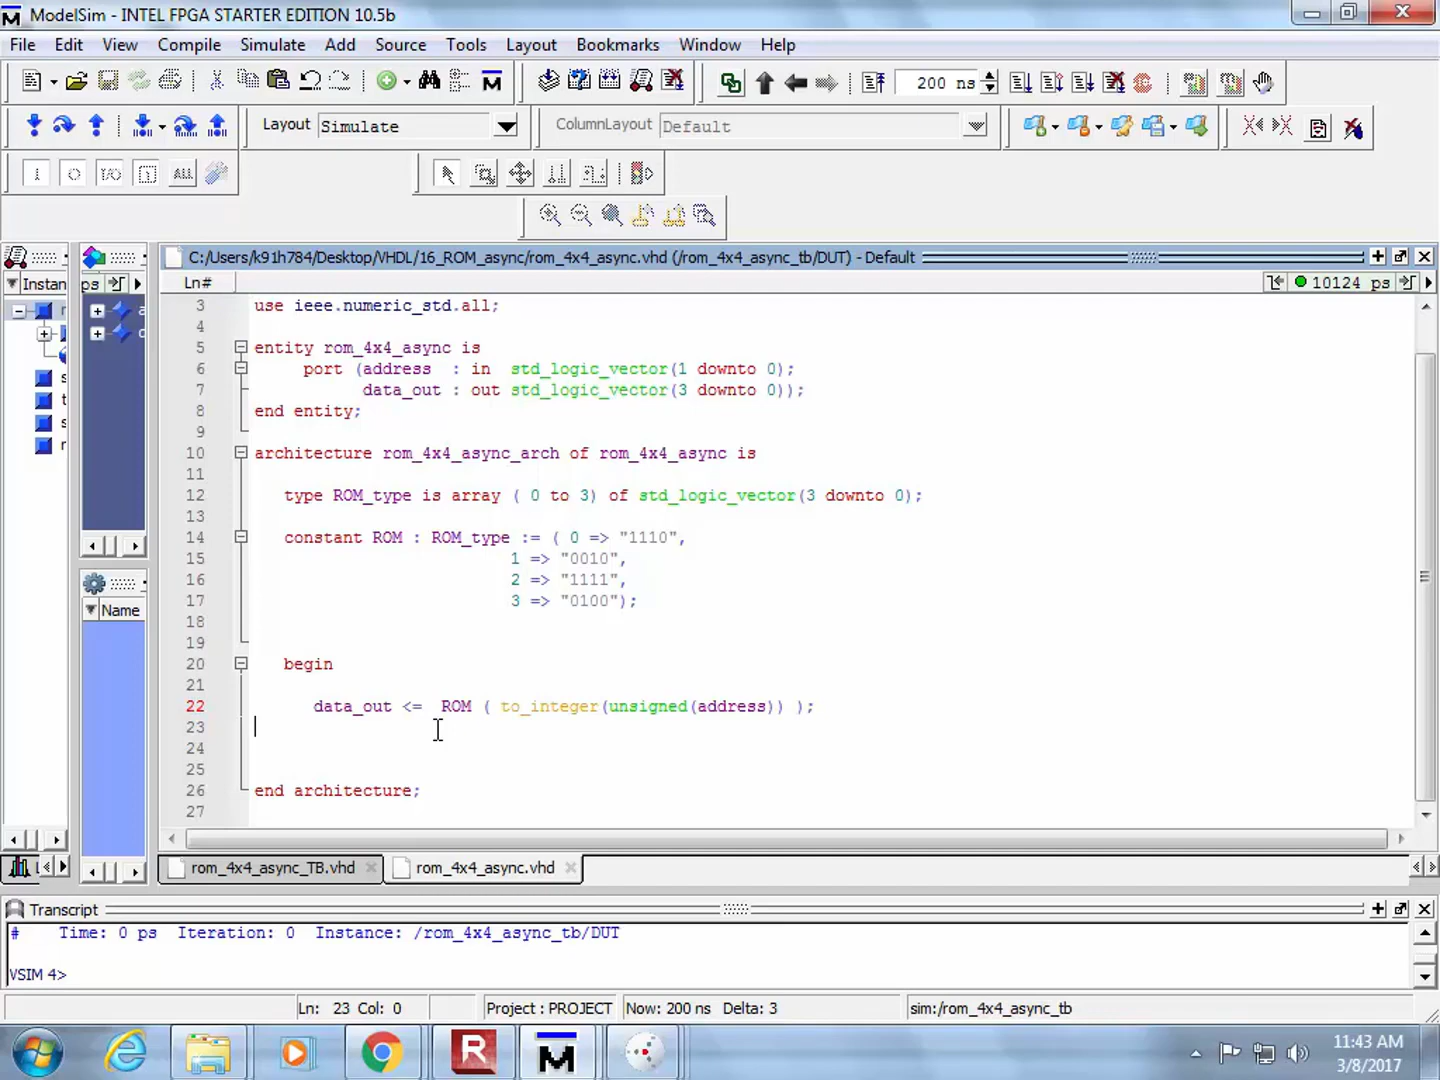 ModelSim - INTEL FPGA STARTER EDITION 10.5b
File Edit View Compile Simulate Add Source Tools Layout Bookmarks Window Help
200 ns
Layout Simulate ColumnLayout Default
ALL
C:/Users/k91h784/Desktop/VHDL/16_ROM_async/rom_4x4_async.vhd (/rom_4x4_async_tb/DUT) - Default
Instan ps Ln# 10124 ps
3 use ieee.numeric_std.all;
4
5 entity rom_4x4_async is
6 port (address : in std_logic_vector(1 downto 0);
7 data_out : out std_logic_vector(3 downto 0));
8 end entity;
9
10 architecture rom_4x4_async_arch of rom_4x4_async is
11
12 type ROM_type is array ( 0 to 3) of std_logic_vector(3 downto 0);
13
14 constant ROM : ROM_type := ( 0 => "1110",
15 1 => "0010",
16 2 => "1111",
17 3 => "0100");
18
19
20 begin
21
22 data_out <= ROM ( to_integer(unsigned(address)) );
23
24
25
26 end architecture;
27
Name
rom_4x4_async_TB.vhd rom_4x4_async.vhd
Transcript
# Time: 0 ps Iteration: 0 Instance: /rom_4x4_async_tb/DUT
VSIM 4>
Ln: 23 Col: 0 Project : PROJECT Now: 200 ns Delta: 3 sim:/rom_4x4_async_tb
11:43 AM
3/8/2017